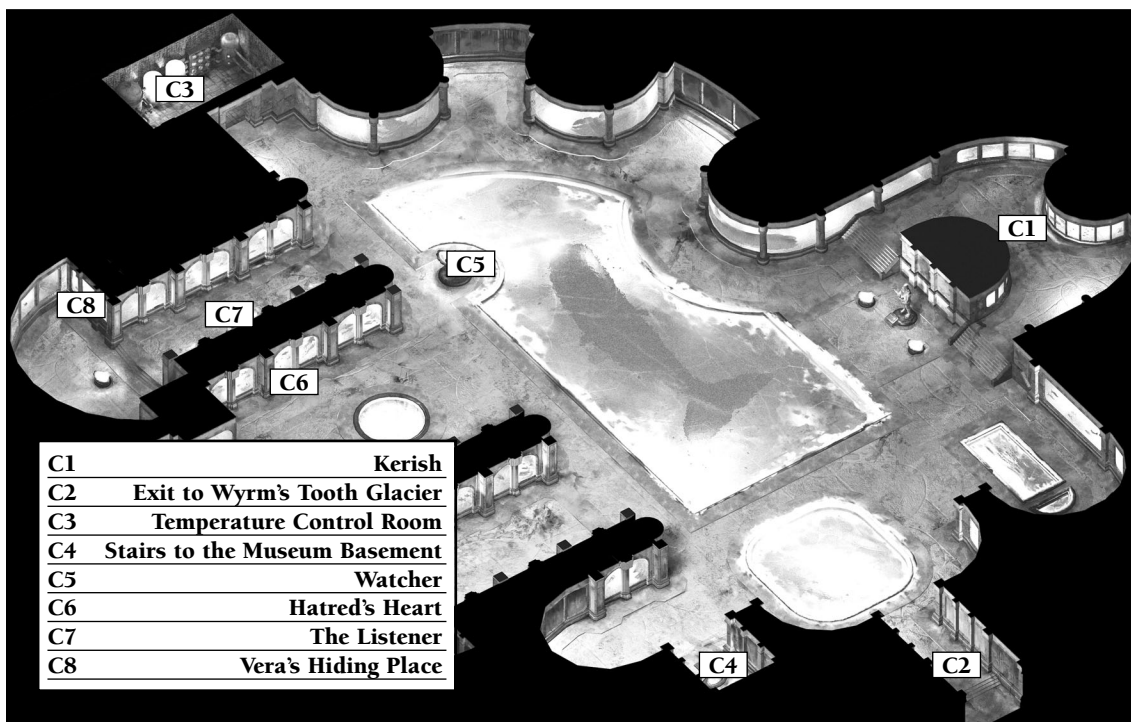 C3
C1
C5
C8
C7
C6
C1 Kerish
C2 Exit to Wyrm's Tooth Glacier
C3 Temperature Control Room
C4 Stairs to the Museum Basement
C5 Watcher
C6 Hatred's Heart
C7 The Listener
C8 Vera's Hiding Place
C4
C2